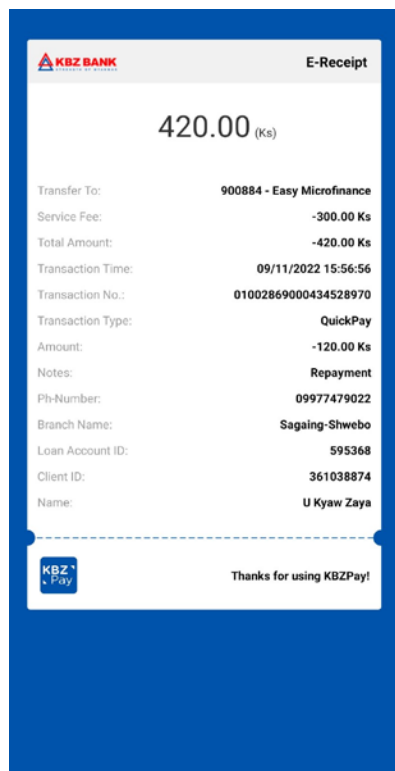 KBZ BANK
STRENGTH OF MYANMAR
E-Receipt
420.00 (Ks)
Transfer To: 900884 - Easy Microfinance
Service Fee: -300.00 Ks
Total Amount: -420.00 Ks
Transaction Time: 09/11/2022 15:56:56
Transaction No.: 01002869000434528970
Transaction Type: QuickPay
Amount: -120.00 Ks
Notes: Repayment
Ph-Number: 09977479022
Branch Name: Sagaing-Shwebo
Loan Account ID: 595368
Client ID: 361038874
Name: U Kyaw Zaya
KBZ
Pay
Thanks for using KBZPay!